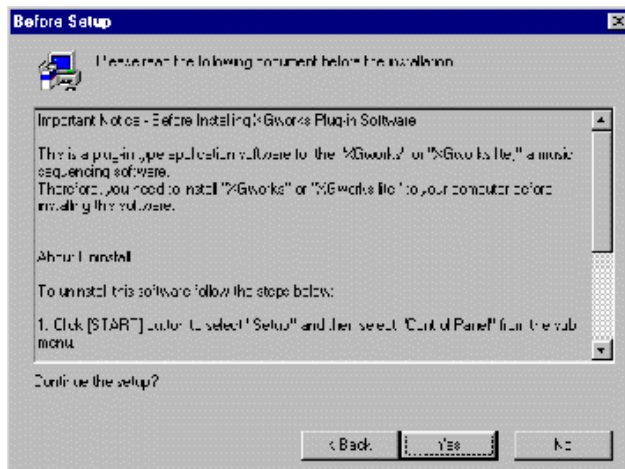 Before Setup
Please read the following document before the installation.
Important Notice - Before Installing XGworks Plug-in Software
This is a plug-in type application software for the "XGworks" or "XGworks lite," a music
sequencing software.
Therefore, you need to install "XGworks" or "XGworks lite" to your computer before
installing this software.
About Uninstall
To uninstall this software follow the steps below:
1. Click [START] button to select "Setup" and then select "Control Panel" from the sub
menu.
Continue the setup?
< Back
Yes
No